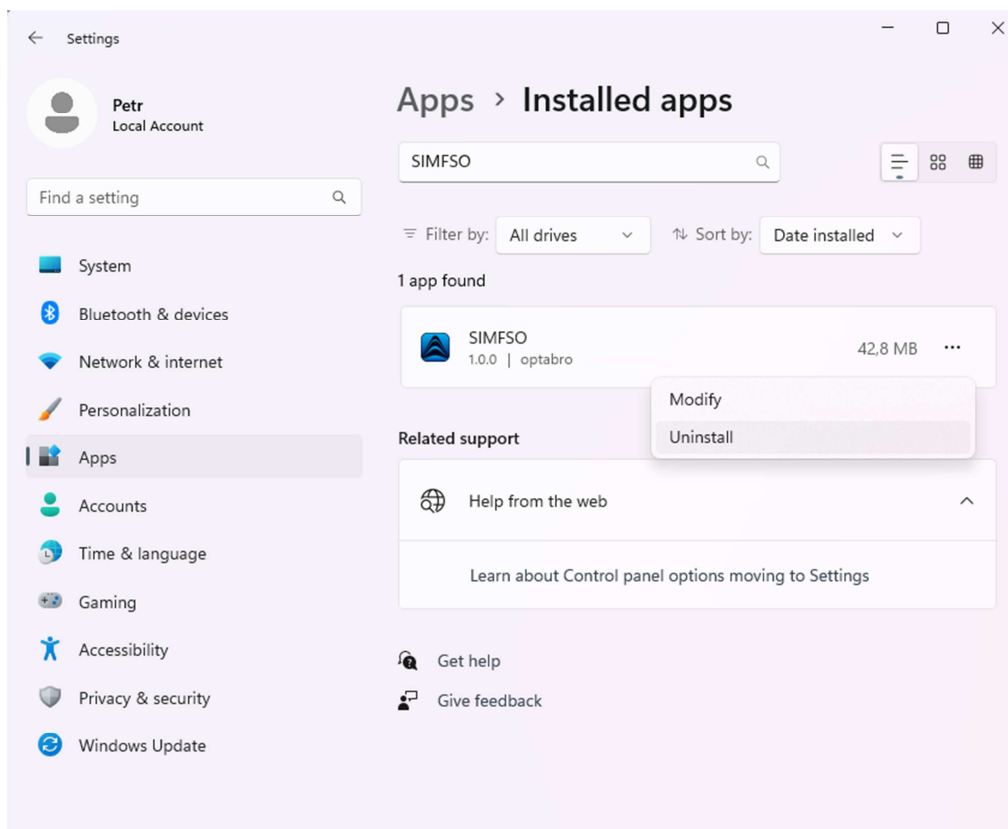 Settings
Petr
Local Account
Find a setting
System
Bluetooth & devices
Network & internet
Personalization
Apps
Accounts
Time & language
Gaming
Accessibility
Privacy & security
Windows Update
Apps > Installed apps
SIMFSO
Filter by: All drives Sort by: Date installed
1 app found
SIMFSO
1.0.0 | optabro
42,8 MB
Modify
Uninstall
Related support
Help from the web
Learn about Control panel options moving to Settings
Get help
Give feedback